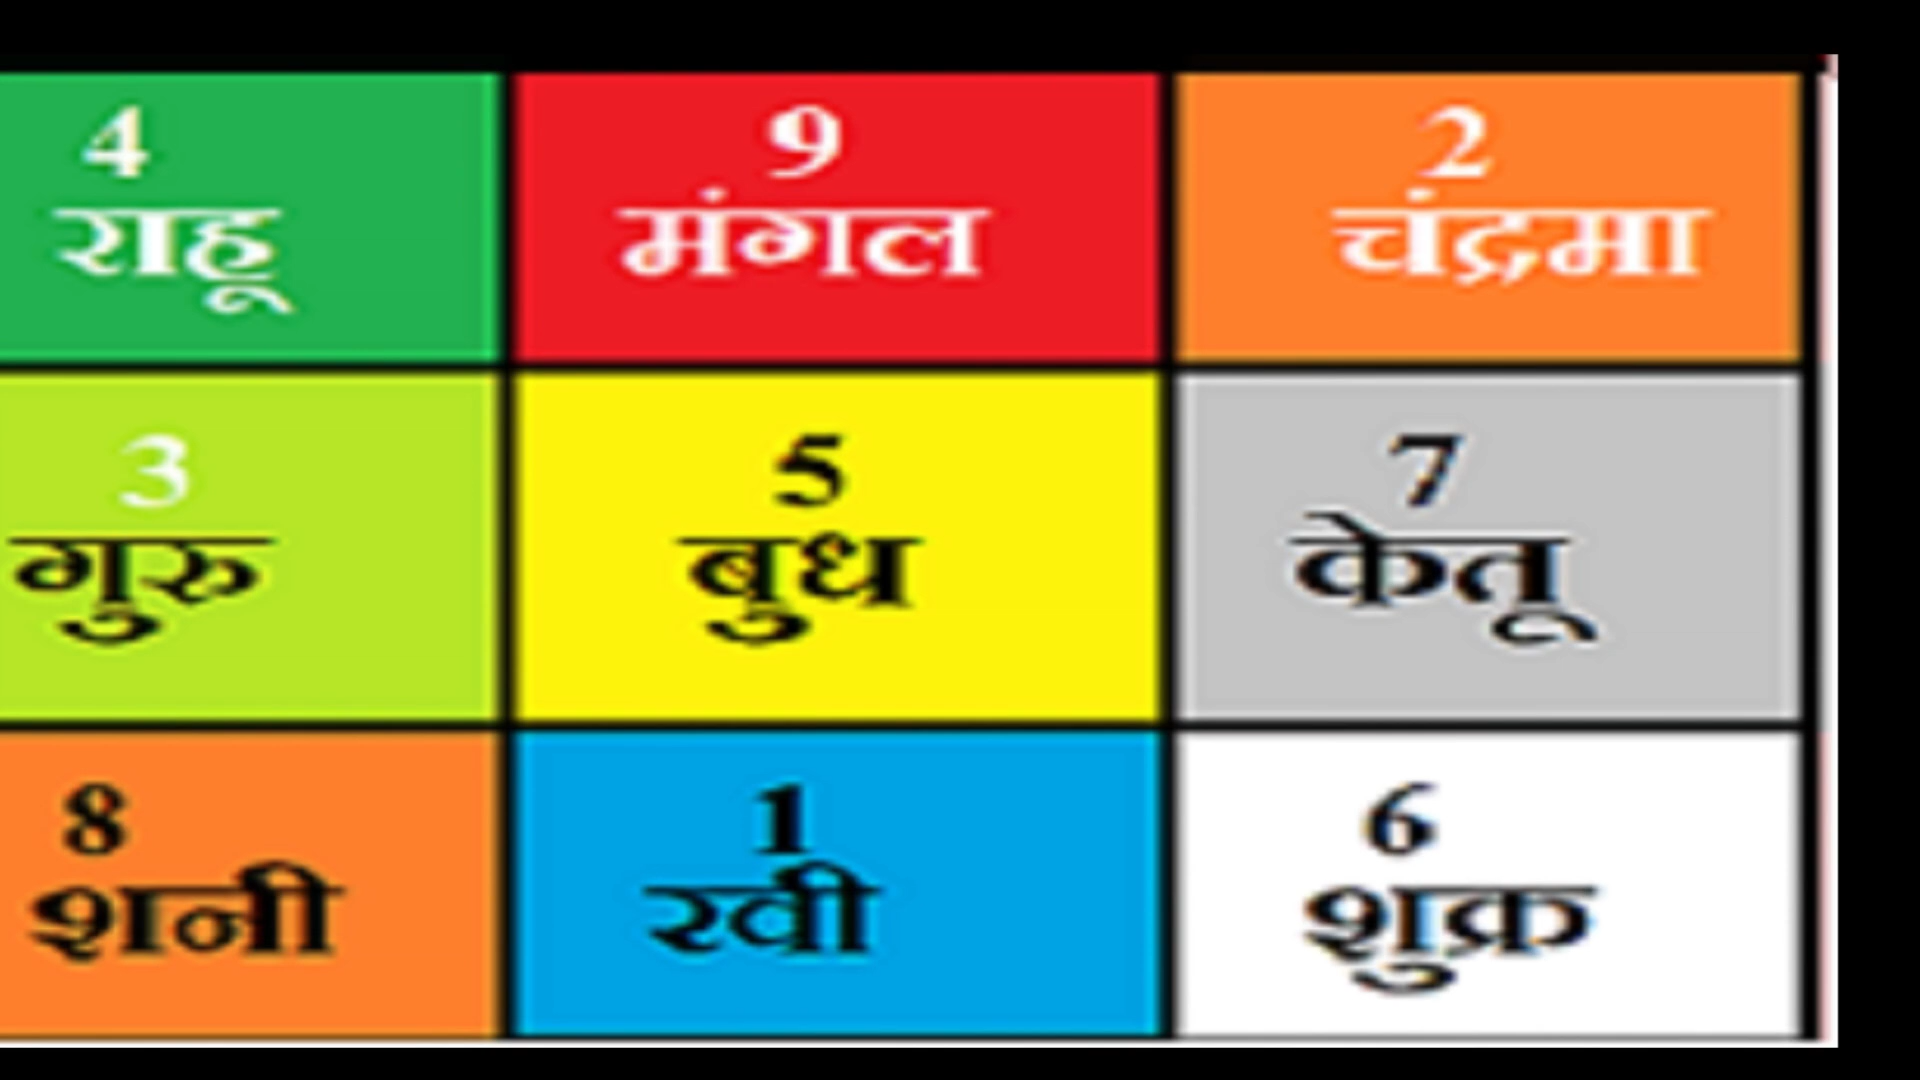 4 9 2
राहू मंगल चंद्रमा
3 5 7
गुरु बुध केतू
8 1 6
शनी रवी शुक्र